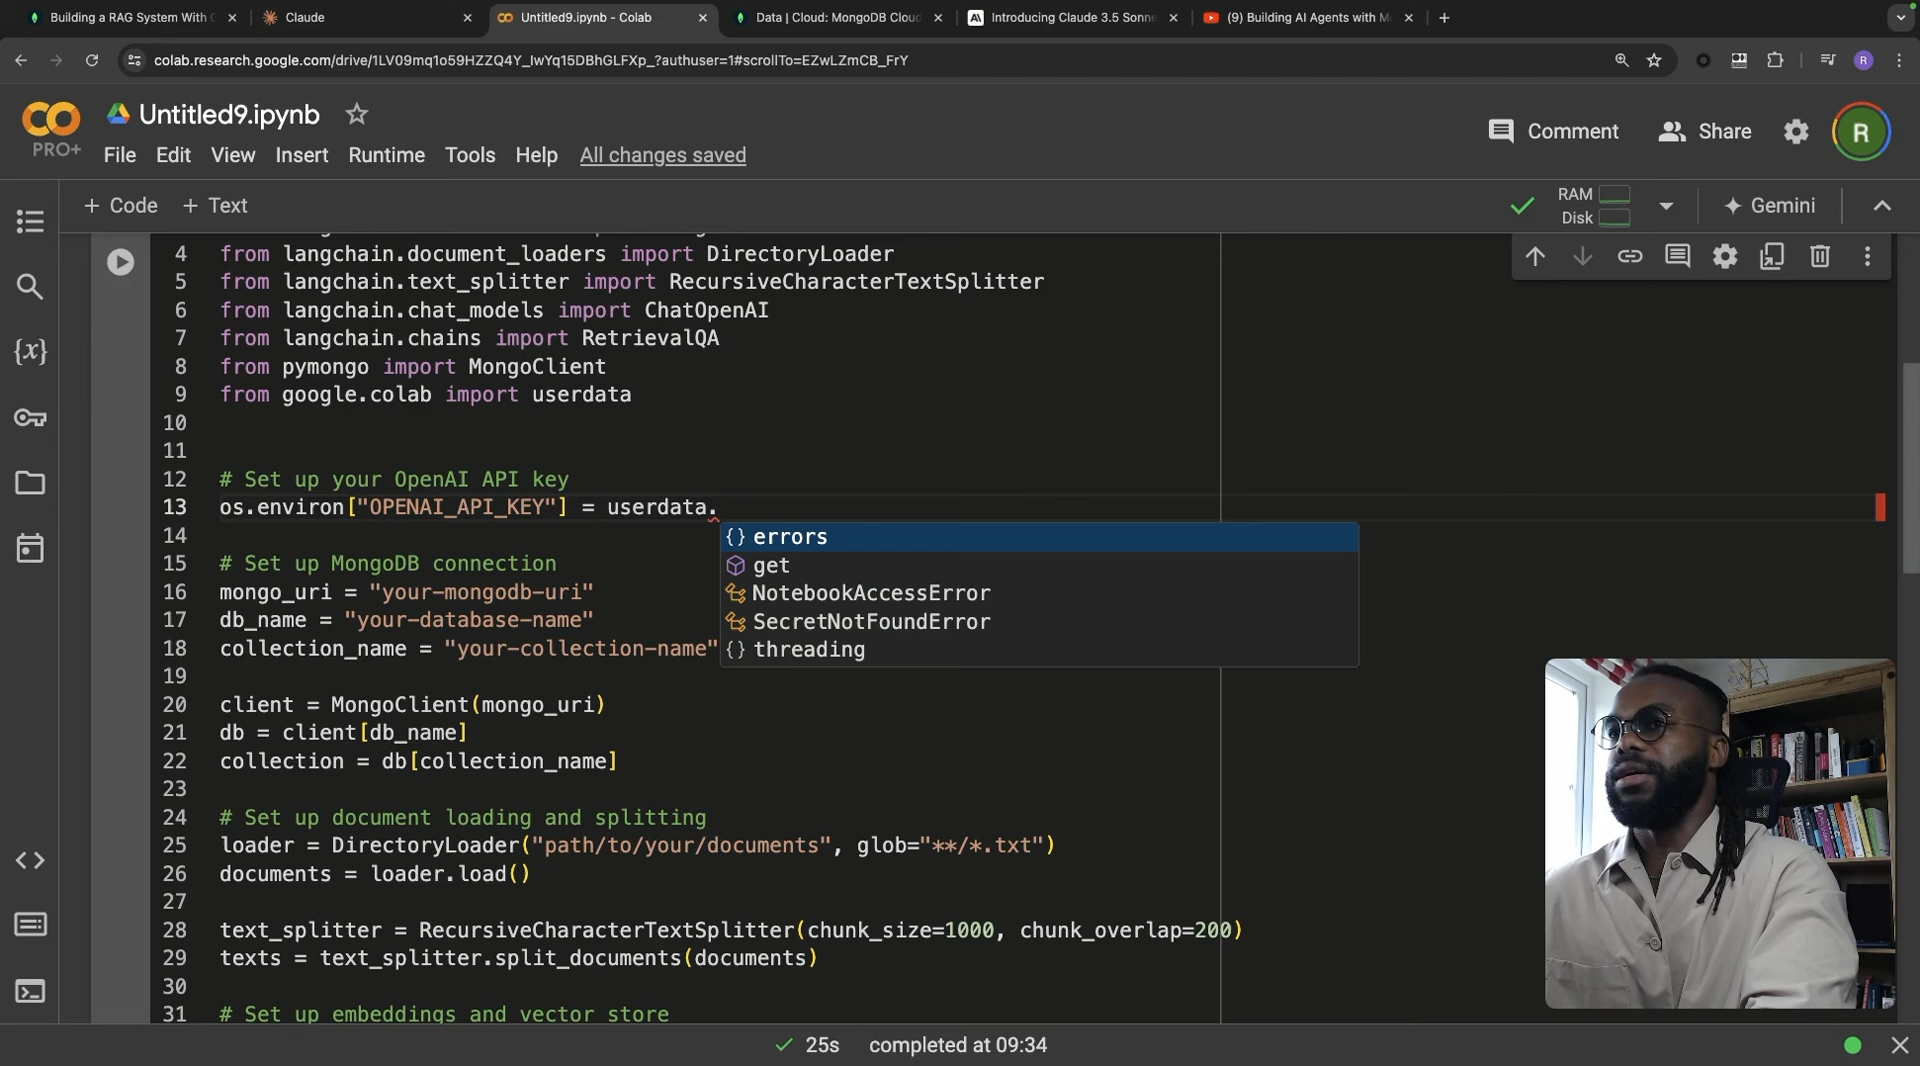 Building a RAG System With G
Claude
Untitled9.ipynb - Colab
Data | Cloud: MongoDB Cloud
Introducing Claude 3.5 Sonne
(9) Building AI Agents with M
colab.research.google.com/drive/1LV09mq1o59HZZQ4Y_IwYq15DBhGLFXp_?authuser=1#scrollTo=EZwLZmCB_FrY
R
CO
PRO+
Untitled9.ipynb
File Edit View Insert Runtime Tools Help All changes saved
Comment
Share
R
+ Code + Text
RAM
Disk
Gemini
4 from langchain.document_loaders import DirectoryLoader
5 from langchain.text_splitter import RecursiveCharacterTextSplitter
6 from langchain.chat_models import ChatOpenAI
7 from langchain.chains import RetrievalQA
8 from pymongo import MongoClient
9 from google.colab import userdata
10
11
12 # Set up your OpenAI API key
13 os.environ["OPENAI_API_KEY"] = userdata.
{} errors
get
NotebookAccessError
SecretNotFoundError
{} threading
14
15 # Set up MongoDB connection
16 mongo_uri = "your-mongodb-uri"
17 db_name = "your-database-name"
18 collection_name = "your-collection-name"
19
20 client = MongoClient(mongo_uri)
21 db = client[db_name]
22 collection = db[collection_name]
23
24 # Set up document loading and splitting
25 loader = DirectoryLoader("path/to/your/documents", glob="**/*.txt")
26 documents = loader.load()
27
28 text_splitter = RecursiveCharacterTextSplitter(chunk_size=1000, chunk_overlap=200)
29 texts = text_splitter.split_documents(documents)
30
31 # Set up embeddings and vector store
25s completed at 09:34